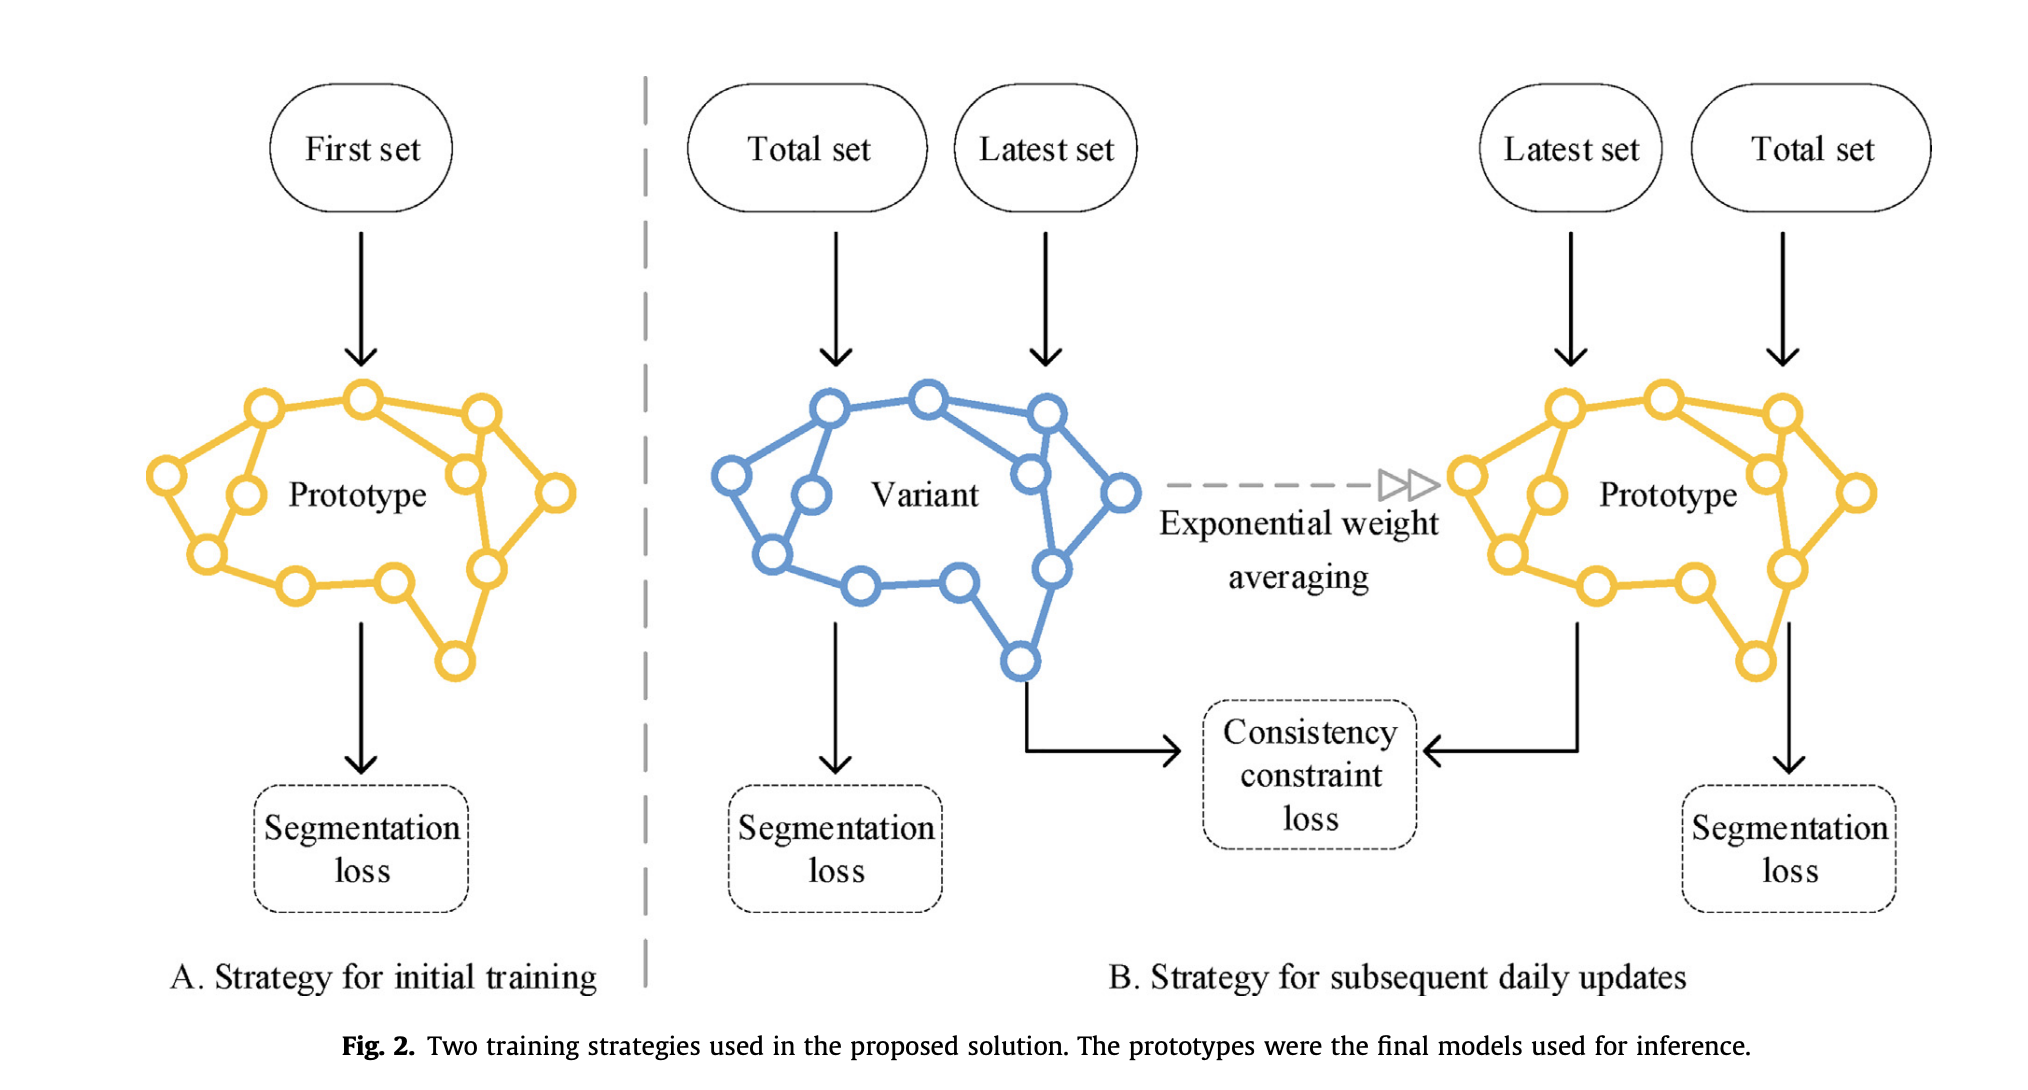 First set
Total set
Latest set
Latest set
Total set
Prototype
Variant
Exponential weight
averaging
Prototype
Segmentation
loss
Segmentation
loss
Consistency
constraint
loss
Segmentation
loss
A. Strategy for initial training
B. Strategy for subsequent daily updates
Fig. 2. Two training strategies used in the proposed solution. The prototypes were the final models used for inference.